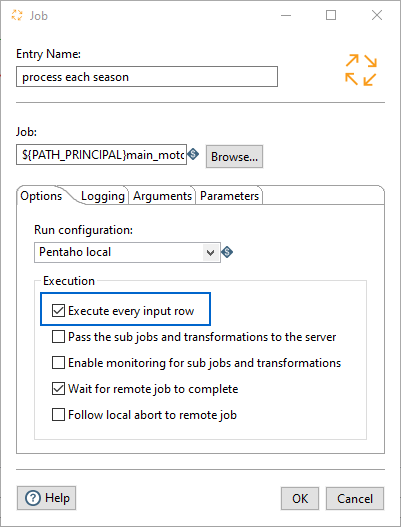 Job
Entry Name:
process each season
Job:
${PATH_PRINCIPAL}main_moto
Browse...
Options Logging Arguments Parameters
Run configuration:
Pentaho local
Execution
Execute every input row
Pass the sub jobs and transformations to the server
Enable monitoring for sub jobs and transformations
Wait for remote job to complete
Follow local abort to remote job
Help
OK
Cancel